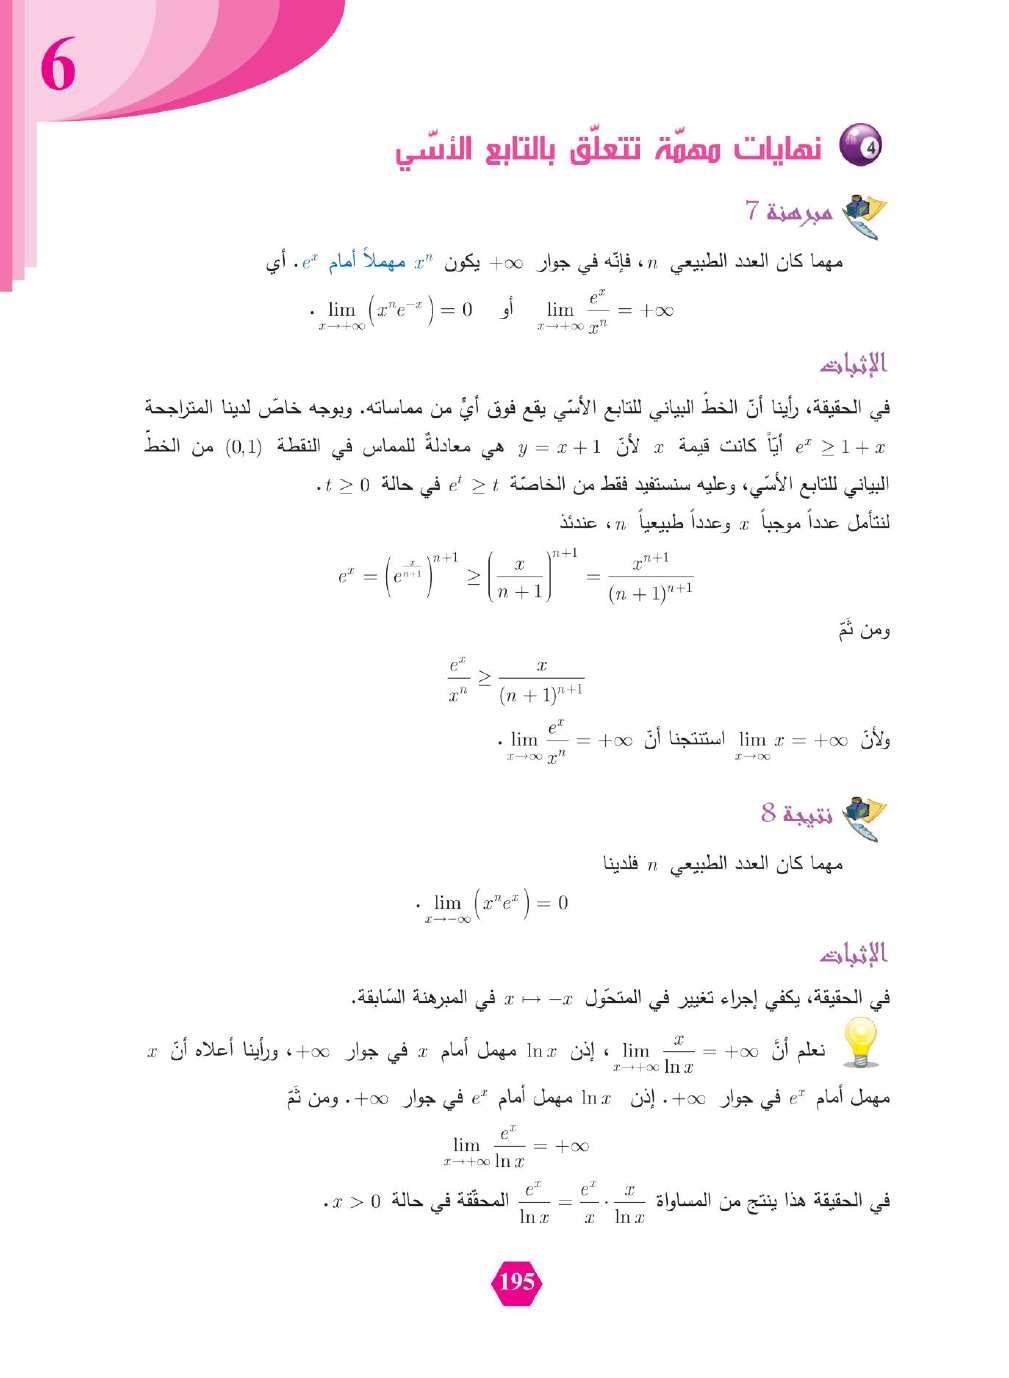 6
4 نهايات مهمّة تتعلّق بالتابع الأسّي
مبرهنة 7
مهما كان العدد الطبيعي n، فإنّه في جوار +∞ يكون x^n مهملاً أمام e^x. أي
lim_{x→+∞} e^x/x^n = +∞ أو lim_{x→+∞} (x^n e^{-x}) = 0 .
الإثبات
في الحقيقة، رأينا أنّ الخطّ البياني للتابع الأسّي يقع فوق أيٍّ من مماساته. وبوجه خاصّ لدينا المتراجحة
e^x ≥ 1 + x أيّاً كانت قيمة x لأنّ y = x + 1 هي معادلةٌ للمماس في النقطة (0,1) من الخطّ
البياني للتابع الأسّي، وعليه سنستفيد فقط من الخاصّة e^t ≥ t في حالة t ≥ 0.
لنتأمل عدداً موجباً x وعدداً طبيعياً n، عندئذ
e^x = (e^{x/(n+1)})^{n+1} ≥ (x/(n+1))^{n+1} = x^{n+1}/(n+1)^{n+1}
ومن ثَمّ
e^x/x^n ≥ x/(n+1)^{n+1}
ولأنّ lim_{x→∞} x = +∞ استنتجنا أنّ lim_{x→∞} e^x/x^n = +∞ .
نتيجة 8
مهما كان العدد الطبيعي n فلدينا
lim_{x→-∞} (x^n e^x) = 0 .
الإثبات
في الحقيقة، يكفي إجراء تغيير في المتحّول x ↦ -x في المبرهنة السّابقة.
نعلم أنَّ lim_{x→+∞} x/ln x = +∞ ، إذن ln x مهمل أمام x في جوار +∞، ورأينا أعلاه أنّ x
مهمل أمام e^x في جوار +∞. إذن ln x مهمل أمام e^x في جوار +∞. ومن ثَمّ
lim_{x→+∞} e^x/ln x = +∞
في الحقيقة هذا ينتج من المساواة e^x/ln x = e^x/x · x/ln x المحقّقة في حالة x > 0.
195